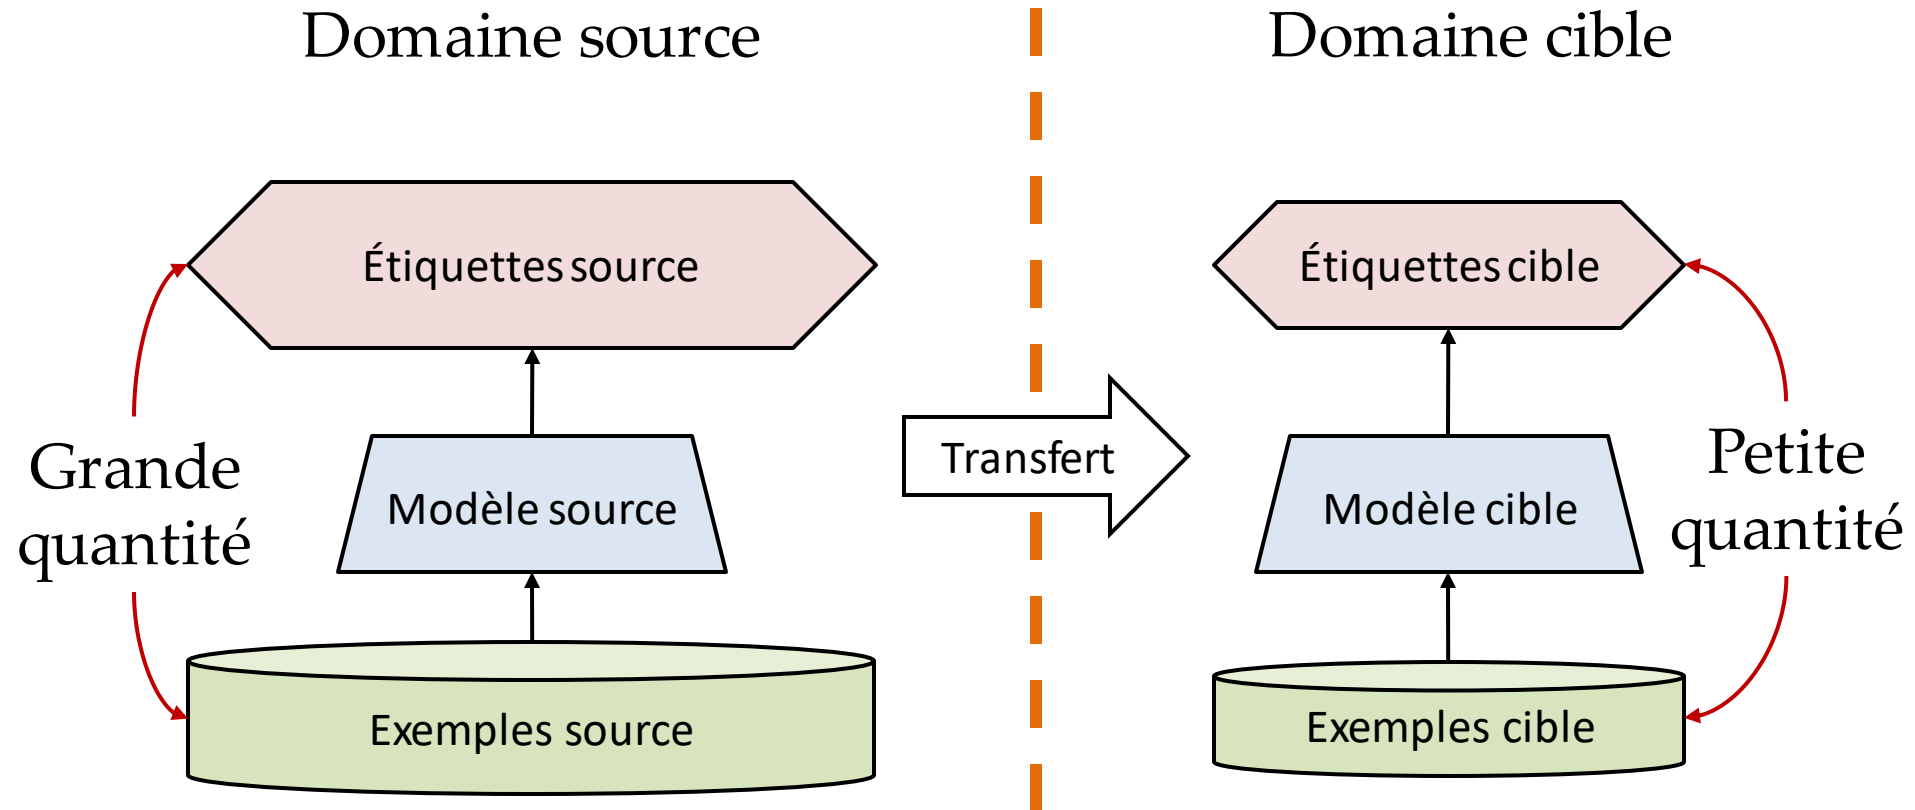 Domaine source
Domaine cible
Étiquettes source
Étiquettes cible
Grande
quantité
Transfert
Petite
quantité
Modèle source
Modèle cible
Exemples source
Exemples cible